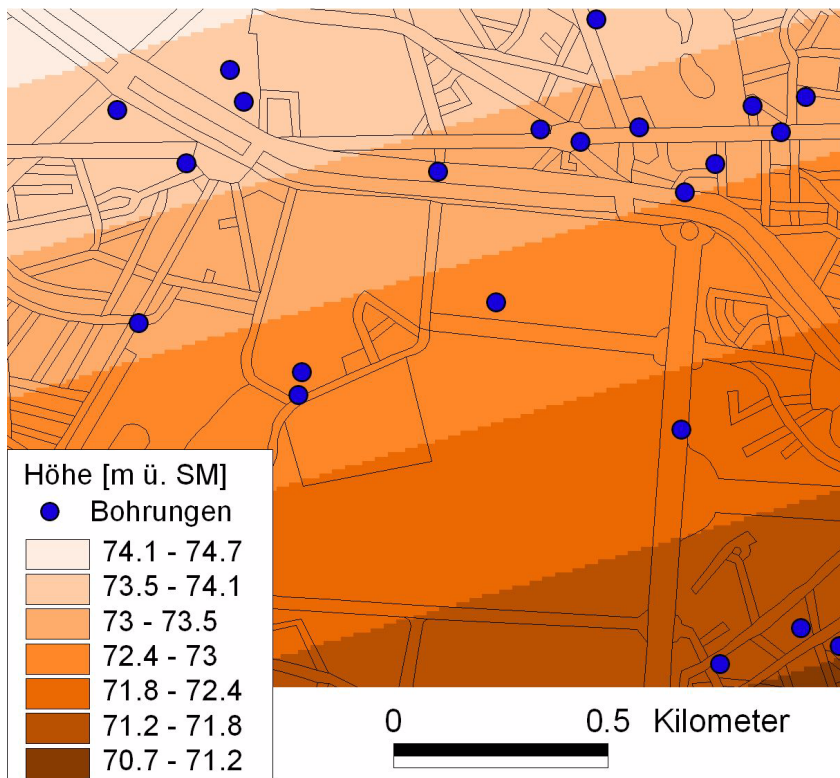 Höhe [m ü. SM]
Bohrungen
74.1 - 74.7
73.5 - 74.1
73 - 73.5
72.4 - 73
71.8 - 72.4
71.2 - 71.8
70.7 - 71.2
0 0.5 Kilometer